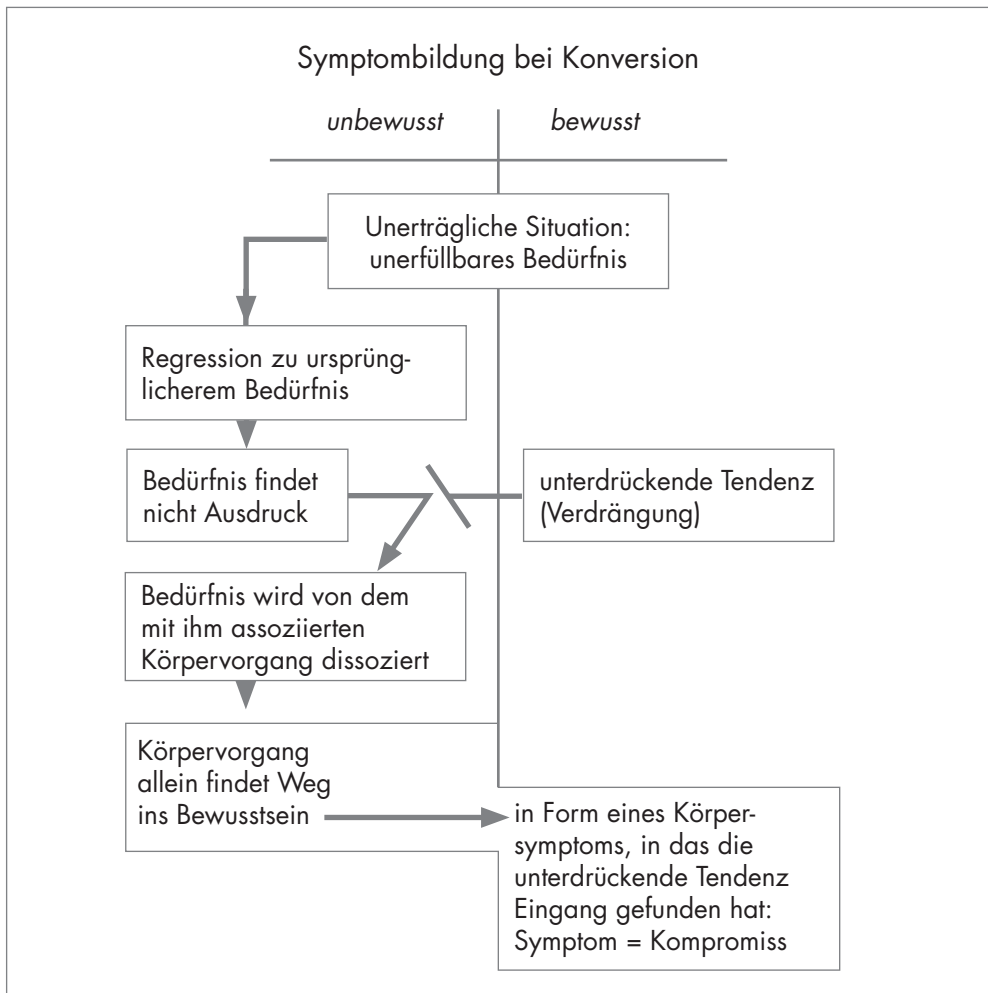 Symptombildung bei Konversion
unbewusst
bewusst
Unerträgliche Situation:
unerfüllbares Bedürfnis
Regression zu ursprüng-
licherem Bedürfnis
Bedürfnis findet
nicht Ausdruck
unterdrückende Tendenz
(Verdrängung)
Bedürfnis wird von dem
mit ihm assoziierten
Körpervorgang dissoziert
Körpervorgang
allein findet Weg
ins Bewusstsein
in Form eines Körper-
symptoms, in das die
unterdrückende Tendenz
Eingang gefunden hat:
Symptom = Kompromiss